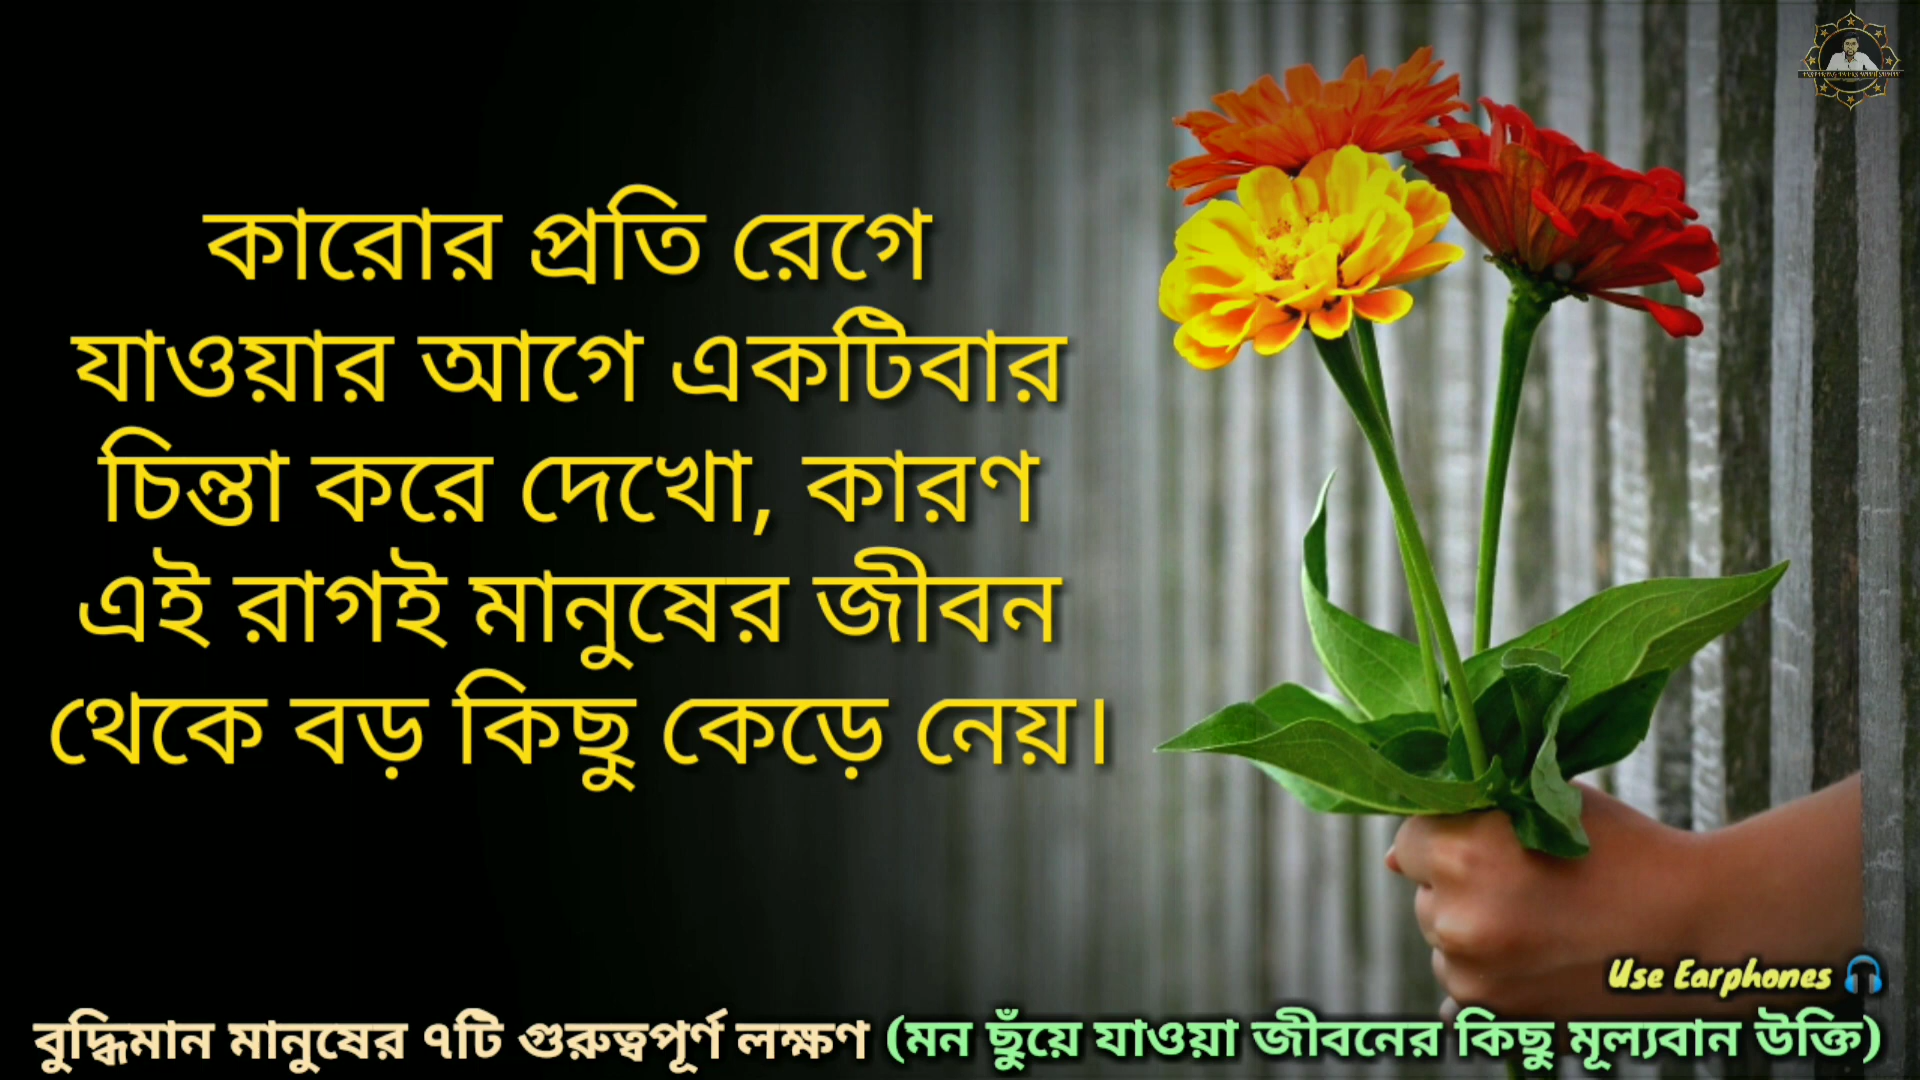 কারোর প্রতি রেগে
যাওয়ার আগে একটিবার
চিন্তা করে দেখো, কারণ
এই রাগই মানুষের জীবন
থেকে বড় কিছু কেড়ে নেয়।
Use Earphones
বুদ্ধিমান মানুষের ৭টি গুরুত্বপূর্ণ লক্ষণ (মন ছুঁয়ে যাওয়া জীবনের কিছু মূল্যবান উক্তি)